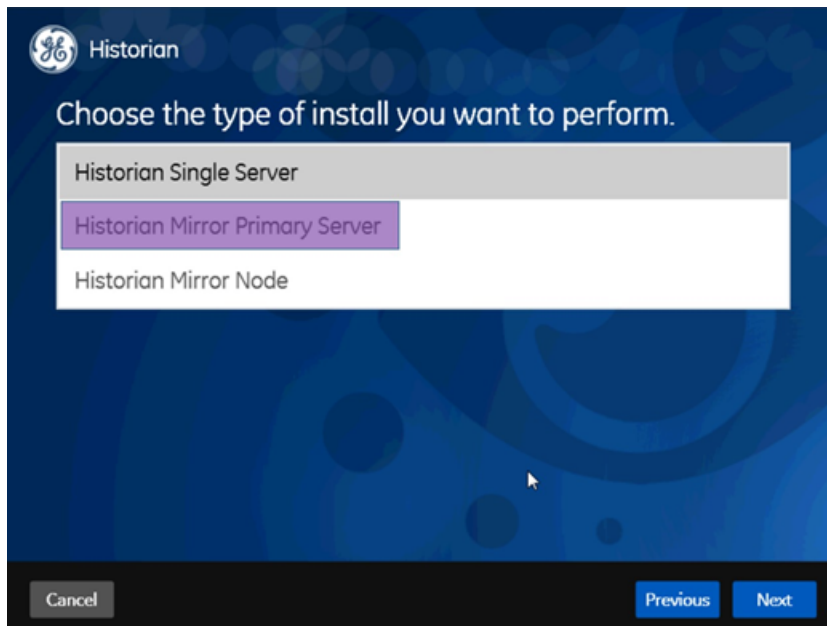 Historian
Choose the type of install you want to perform.
Historian Single Server
Historian Mirror Primary Server
Historian Mirror Node
Cancel
Previous
Next